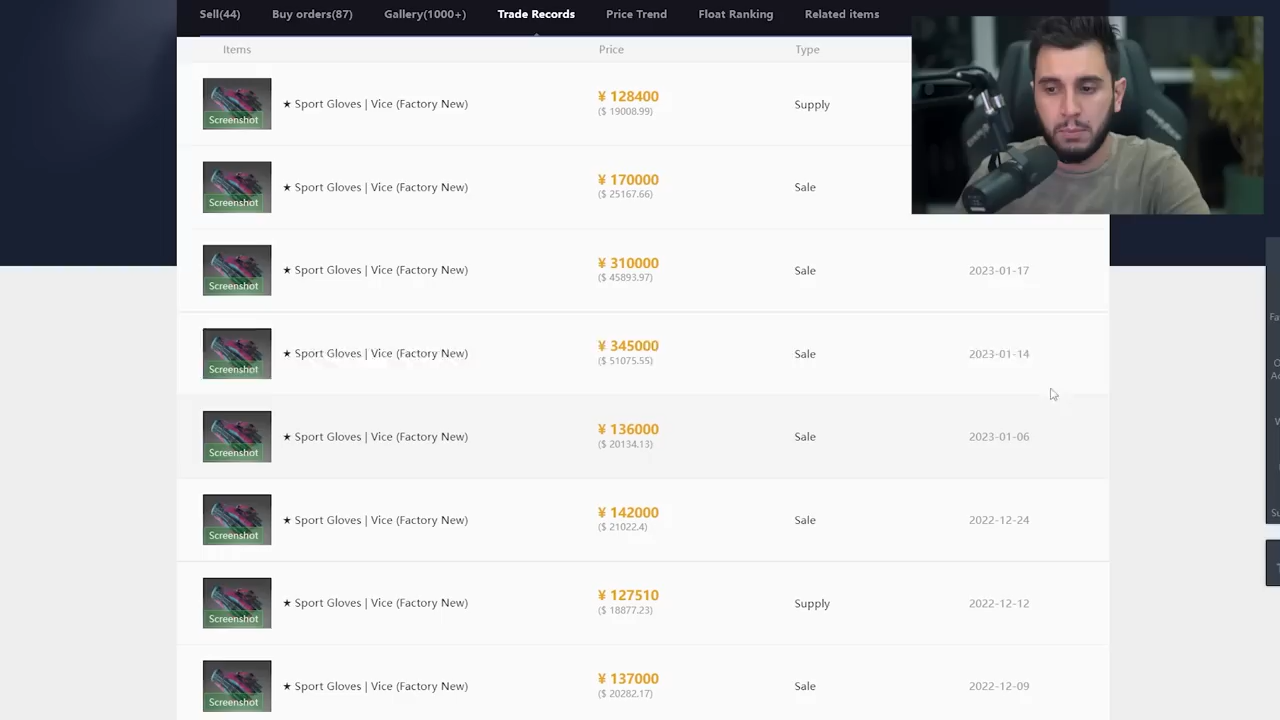 Sell(44) Buy orders(87) Gallery(1000+) Trade Records Price Trend Float Ranking Related items
Items Price Type
★ Sport Gloves | Vice (Factory New) ¥ 128400 Supply
($ 19008.99)
Screenshot
★ Sport Gloves | Vice (Factory New) ¥ 170000 Sale
($ 25167.66)
Screenshot
★ Sport Gloves | Vice (Factory New) ¥ 310000 Sale 2023-01-17
($ 45893.97)
Screenshot
★ Sport Gloves | Vice (Factory New) ¥ 345000 Sale 2023-01-14
($ 51075.55)
Screenshot
★ Sport Gloves | Vice (Factory New) ¥ 136000 Sale 2023-01-06
($ 20134.13)
Screenshot
★ Sport Gloves | Vice (Factory New) ¥ 142000 Sale 2022-12-24
($ 21022.4)
Screenshot
★ Sport Gloves | Vice (Factory New) ¥ 127510 Supply 2022-12-12
($ 18877.23)
Screenshot
★ Sport Gloves | Vice (Factory New) ¥ 137000 Sale 2022-12-09
($ 20282.17)
Screenshot